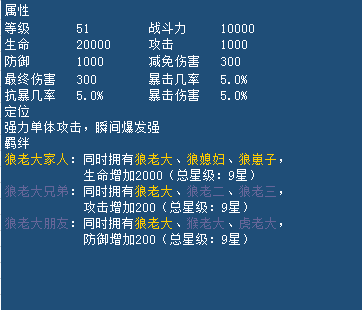 属性
等级 51 战斗力 10000
生命 20000 攻击 1000
防御 1000 减免伤害 300
最终伤害 300 暴击几率 5.0%
抗暴几率 5.0% 暴击伤害 5.0%
定位
强力单体攻击，瞬间爆发强
羁绊
狼老大家人：同时拥有狼老大、狼媳妇、狼崽子，
生命增加2000（总星级：9星）
狼老大兄弟：同时拥有狼老大、狼老二、狼老三，
攻击增加200（总星级：9星）
狼老大朋友：同时拥有狼老大、猴老大、虎老大，
防御增加200（总星级：9星）